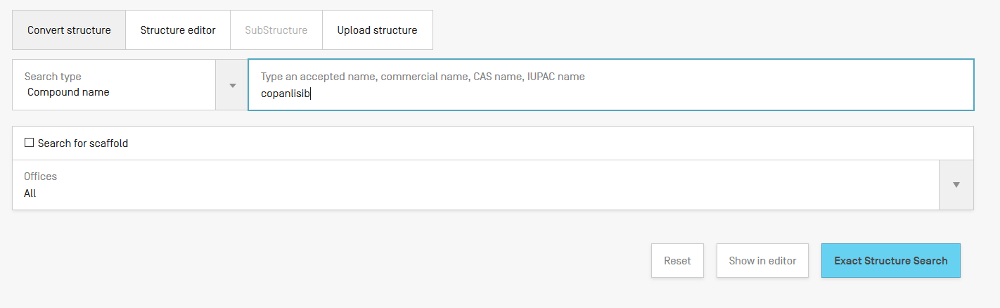 Convert structure
Structure editor
SubStructure
Upload structure
Search type
Compound name
Type an accepted name, commercial name, CAS name, IUPAC name
copanlisib
Search for scaffold
Offices
All
Reset
Show in editor
Exact Structure Search